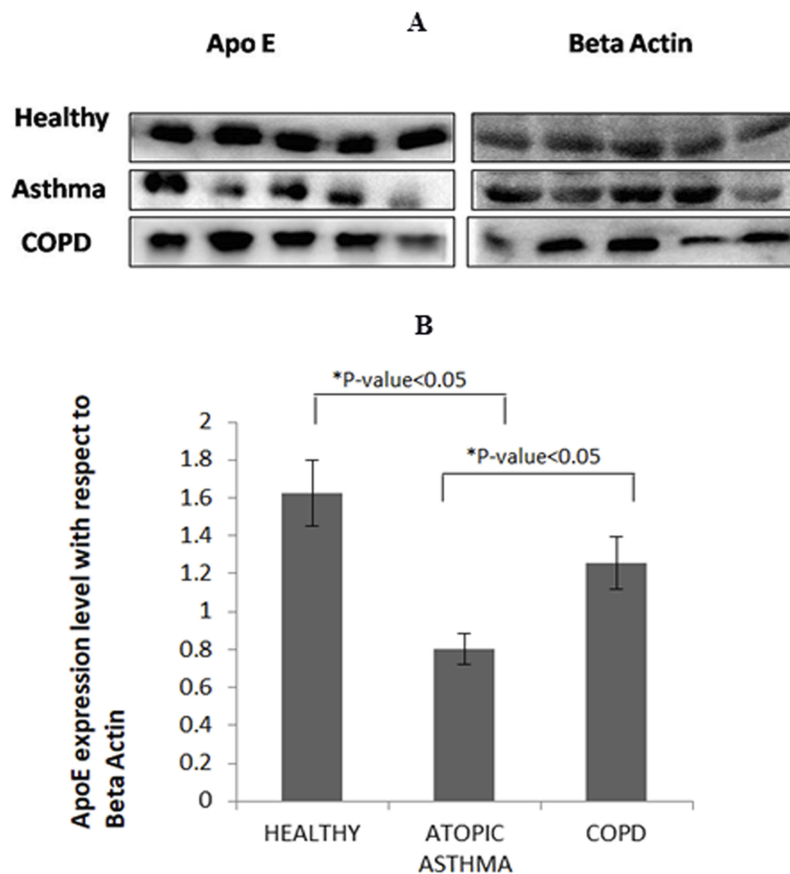 A
Apo E
Beta Actin
Healthy
Asthma
COPD
B
*P-value<0.05
*P-value<0.05
ApoE expression level with respect to
Beta Actin
2
1.8
1.6
1.4
1.2
1
0.8
0.6
0.4
0.2
0
HEALTHY
ATOPIC
ASTHMA
COPD